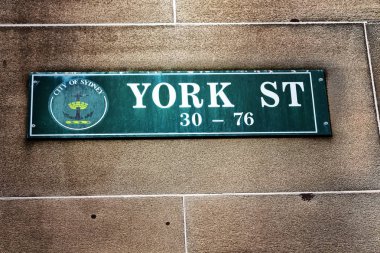 CITY OF SYDNEY
YORK ST
30 - 76